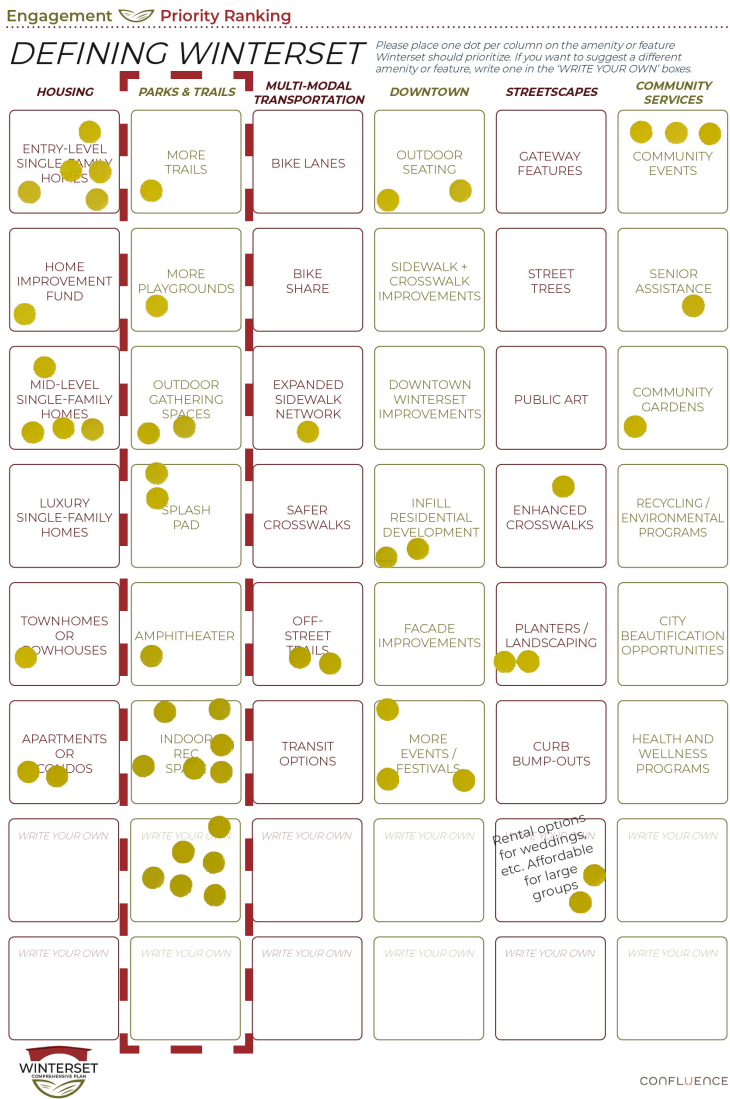 Engagement Priority Ranking
DEFINING WINTERSET
Please place one dot per column on the amenity or feature
Winterset should prioritize. If you want to suggest a different
amenity or feature, write one in the ‘WRITE YOUR OWN’ boxes.
HOUSING
PARKS & TRAILS
MULTI-MODAL
TRANSPORTATION
DOWNTOWN
STREETSCAPES
COMMUNITY
SERVICES
ENTRY-LEVEL
SINGLE-FAMILY
HOMES
MORE
TRAILS
BIKE LANES
OUTDOOR
SEATING
GATEWAY
FEATURES
COMMUNITY
EVENTS
HOME
IMPROVEMENT
FUND
MORE
PLAYGROUNDS
BIKE
SHARE
SIDEWALK +
CROSSWALK
IMPROVEMENTS
STREET
TREES
SENIOR
ASSISTANCE
MID-LEVEL
SINGLE-FAMILY
HOMES
OUTDOOR
GATHERING
SPACES
EXPANDED
SIDEWALK
NETWORK
DOWNTOWN
WINTERSET
IMPROVEMENTS
PUBLIC ART
COMMUNITY
GARDENS
LUXURY
SINGLE-FAMILY
HOMES
SPLASH
PAD
SAFER
CROSSWALKS
INFILL
RESIDENTIAL
DEVELOPMENT
ENHANCED
CROSSWALKS
RECYCLING /
ENVIRONMENTAL
PROGRAMS
TOWNHOMES
OR
ROWHOUSES
AMPHITHEATER
OFF-
STREET
TRAILS
FACADE
IMPROVEMENTS
PLANTERS /
LANDSCAPING
CITY
BEAUTIFICATION
OPPORTUNITIES
APARTMENTS
OR
CONDOS
INDOOR
REC
SPACE
TRANSIT
OPTIONS
MORE
EVENTS /
FESTIVALS
CURB
BUMP-OUTS
HEALTH AND
WELLNESS
PROGRAMS
WRITE YOUR OWN
WRITE YOUR OWN
WRITE YOUR OWN
WRITE YOUR OWN
WRITE YOUR OWN
Rental options
for weddings,
etc. Affordable
for large
groups
WRITE YOUR OWN
WRITE YOUR OWN
WRITE YOUR OWN
WRITE YOUR OWN
WRITE YOUR OWN
WRITE YOUR OWN
WRITE YOUR OWN
WINTERSET
COMPREHENSIVE PLAN
CONFLUENCE